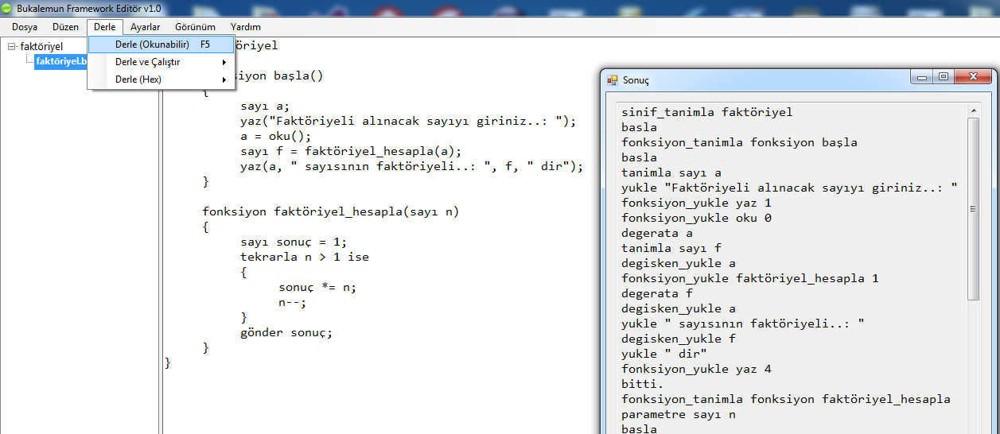 Bukalemun Framework Editör v1.0
Dosya Düzen Derle Ayarlar Görünüm Yardım
Derle (Okunabilir) F5
Derle ve Çalıştır
Derle (Hex)
faktöriyel
faktöriyel.b
öriyel
siyon başla()
{
sayı a;
yaz("Faktöriyeli alınacak sayıyı giriniz..: ");
a = oku();
sayı f = faktöriyel_hesapla(a);
yaz(a, " sayısının faktöriyeli..: ", f, " dir");
}
fonksiyon faktöriyel_hesapla(sayı n)
{
sayı sonuç = 1;
tekrarla n > 1 ise
{
sonuç *= n;
n--;
}
gönder sonuç;
}
}
Sonuç
sinif_tanimla faktöriyel
basla
fonksiyon_tanimla fonksiyon başla
basla
tanimla sayı a
yukle "Faktöriyeli alınacak sayıyı giriniz..: "
fonksiyon_yukle yaz 1
fonksiyon_yukle oku 0
degerata a
tanimla sayı f
degisken_yukle a
fonksiyon_yukle faktöriyel_hesapla 1
degerata f
degisken_yukle a
yukle " sayısının faktöriyeli..: "
degisken_yukle f
yukle " dir"
fonksiyon_yukle yaz 4
bitti.
fonksiyon_tanimla fonksiyon faktöriyel_hesapla
parametre sayı n
basla